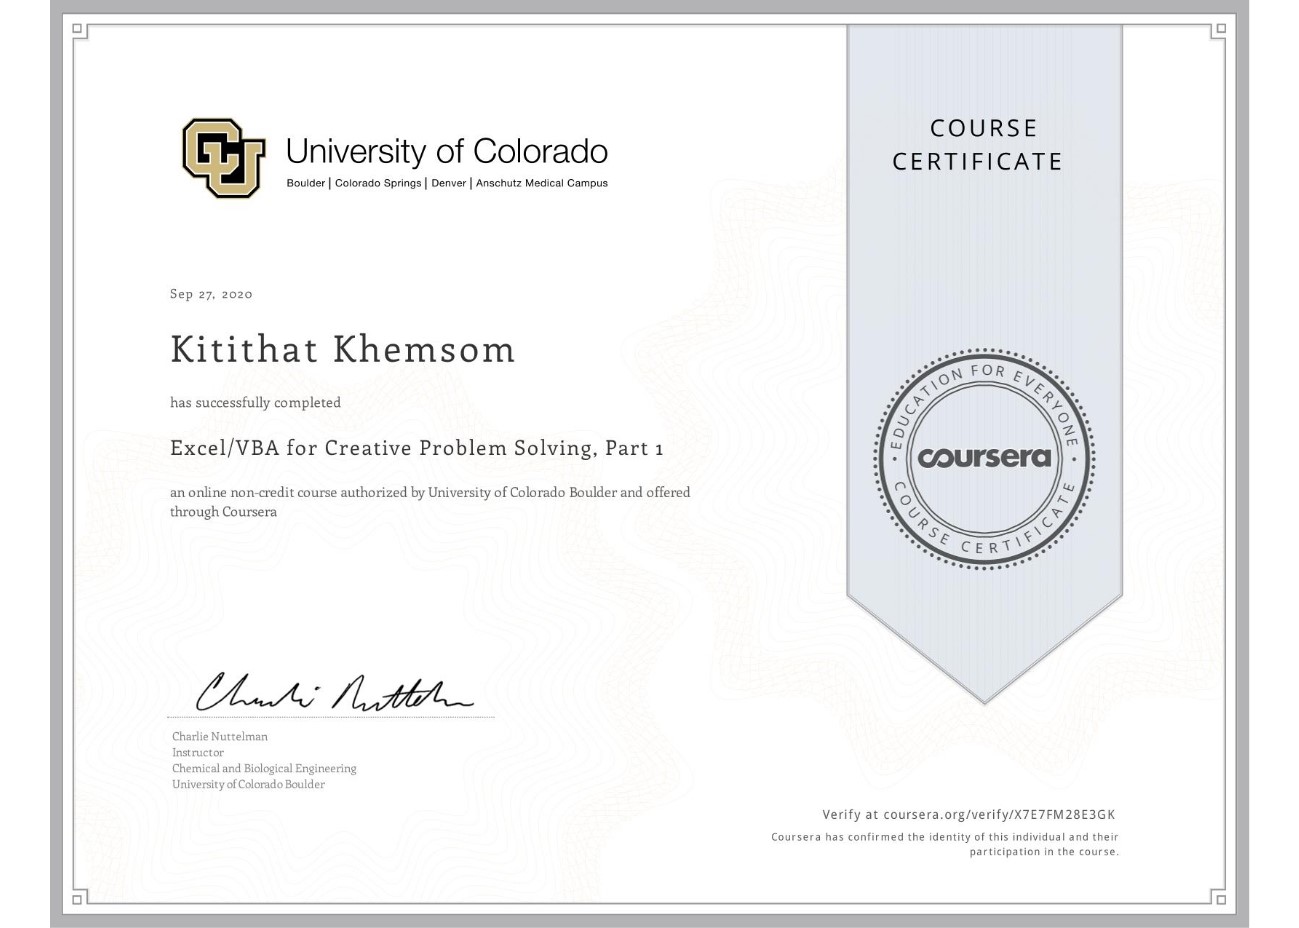 University of Colorado
Boulder | Colorado Springs | Denver | Anschutz Medical Campus
COURSE
CERTIFICATE
Sep 27, 2020
Kitithat Khemsom
has successfully completed
Excel/VBA for Creative Problem Solving, Part 1
an online non-credit course authorized by University of Colorado Boulder and offered
through Coursera
EDUCATION FOR EVERYONE
coursera
COURSE CERTIFICATE
Charlie Nuttelman
Charlie Nuttelman
Instructor
Chemical and Biological Engineering
University of Colorado Boulder
Verify at coursera.org/verify/X7E7FM28E3GK
Coursera has confirmed the identity of this individual and their
participation in the course.